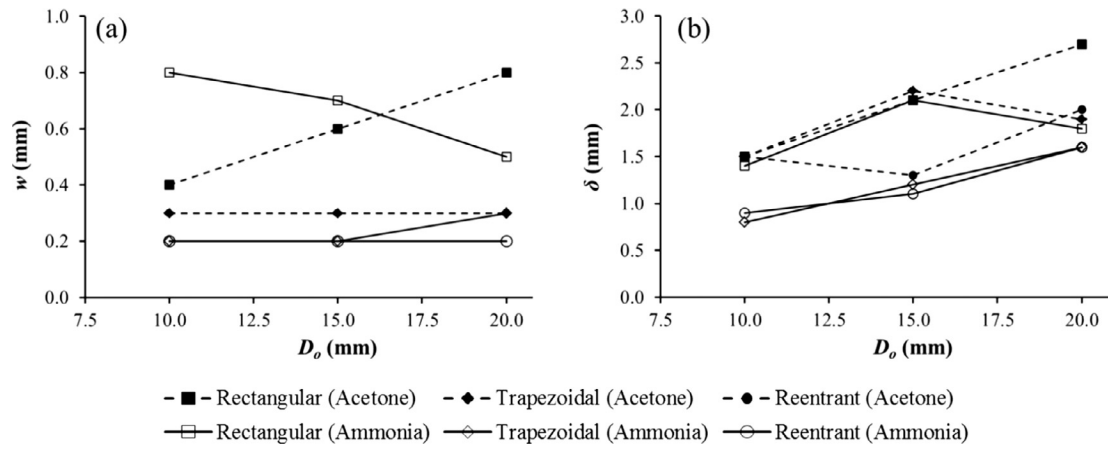 (a)
1.0
0.8
0.6
0.4
0.2
0.0
w (mm)
7.5 10.0 12.5 15.0 17.5 20.0
Do (mm)
(b)
3.0
2.5
2.0
1.5
1.0
0.5
0.0
δ (mm)
7.5 10.0 12.5 15.0 17.5 20.0
Do (mm)
Rectangular (Acetone) Trapezoidal (Acetone) Reentrant (Acetone)
Rectangular (Ammonia) Trapezoidal (Ammonia) Reentrant (Ammonia)